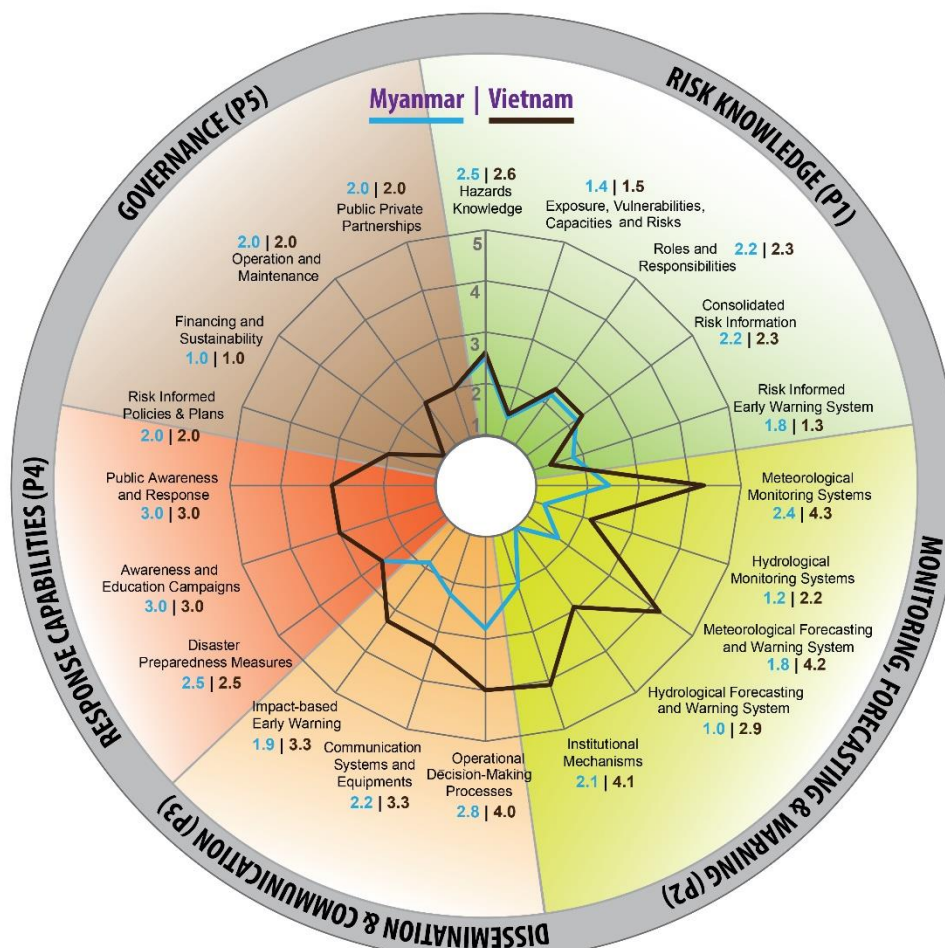 GOVERNANCE (P5)
RISK KNOWLEDGE (P1)
Myanmar | Vietnam
2.5 | 2.6
Hazards
Knowledge
1.4 | 1.5
Exposure, Vulnerabilities,
Capacities and Risks
Roles and
Responsibilities
2.2 | 2.3
Consolidated
Risk Information
2.2 | 2.3
Risk Informed
Early Warning System
1.8 | 1.3
Meteorological
Monitoring Systems
2.4 | 4.3
Hydrological
Monitoring Systems
1.2 | 2.2
Meteorological Forecasting
and Warning System
1.8 | 4.2
Hydrological Forecasting
and Warning System
1.0 | 2.9
Institutional
Mechanisms
2.1 | 4.1
MONITORING, FORECASTING & WARNING (P2)
Operational
Decision-Making
Processes
2.8 | 4.0
Communication
Systems and
Equipments
2.2 | 3.3
Impact-based
Early Warning
1.9 | 3.3
DISSEMINATION & COMMUNICATION (P3)
Disaster
Preparedness Measures
2.5 | 2.5
Awareness and
Education Campaigns
3.0 | 3.0
Public Awareness
and Response
3.0 | 3.0
RESPONSE CAPABILITIES (P4)
Risk Informed
Policies & Plans
2.0 | 2.0
Financing and
Sustainability
1.0 | 1.0
2.0 | 2.0
Operation and
Maintenance
2.0 | 2.0
Public Private
Partnerships
5
4
3
2
1